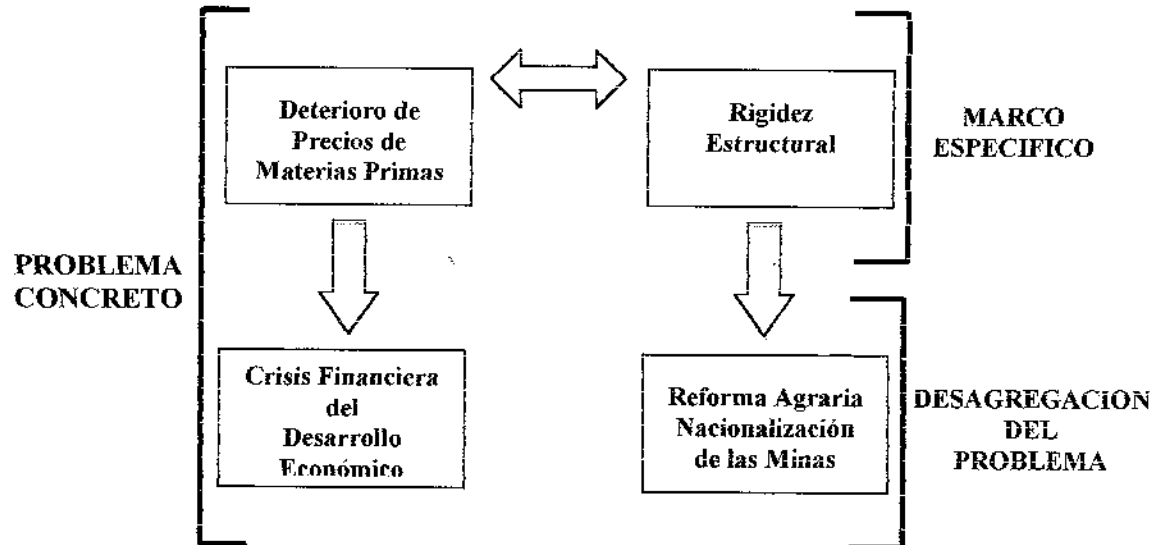 Deterioro de
Precios de
Materias Primas
Rigidez
Estructural
MARCO
ESPECIFICO
PROBLEMA
CONCRETO
Crisis Financiera
del
Desarrollo
Económico
Reforma Agraria
Nacionalización
de las Minas
DESAGREGACION
DEL
PROBLEMA